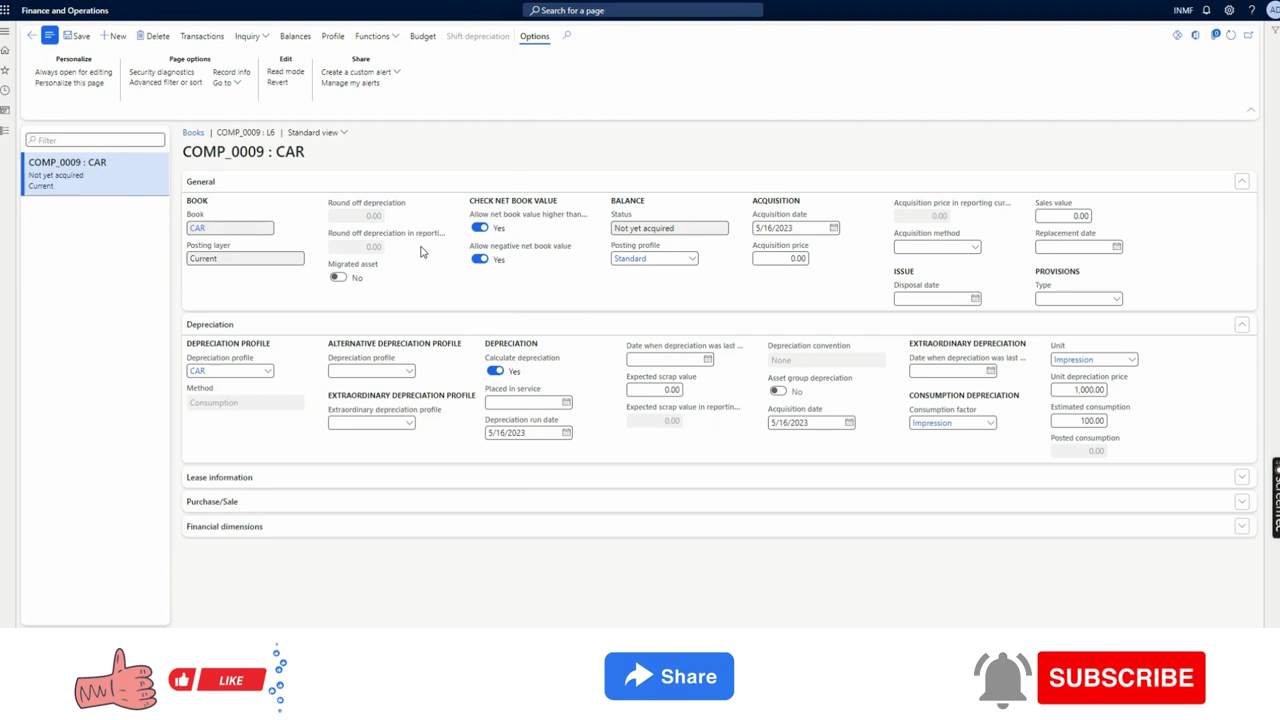 Finance and Operations
Search for a page
INMF
?
AD
Save
New
Delete
Transactions
Inquiry
Balances
Profile
Functions
Budget
Shift depreciation
Options
0
Personalize
Always open for editing
Personalize this page
Page options
Security diagnostics
Advanced filter or sort
Record info
Go to
Edit
Read mode
Revert
Share
Create a custom alert
Manage my alerts
Filter
COMP_0009 : CAR
Not yet acquired
Current
Books | COMP_0009 : L6 | Standard view
COMP_0009 : CAR
General
BOOK
Book
CAR
Posting layer
Current
Round off depreciation
0.00
Round off depreciation in reporti...
0.00
Migrated asset
No
CHECK NET BOOK VALUE
Allow net book value higher than...
Yes
Allow negative net book value
Yes
BALANCE
Status
Not yet acquired
Posting profile
Standard
ACQUISITION
Acquisition date
5/16/2023
Acquisition price
0.00
Acquisition price in reporting cur...
0.00
Acquisition method
ISSUE
Disposal date
Sales value
0.00
Replacement date
PROVISIONS
Type
Depreciation
DEPRECIATION PROFILE
Depreciation profile
CAR
Method
Consumption
ALTERNATIVE DEPRECIATION PROFILE
Depreciation profile
EXTRAORDINARY DEPRECIATION PROFILE
Extraordinary depreciation profile
DEPRECIATION
Calculate depreciation
Yes
Placed in service
Depreciation run date
5/16/2023
Date when depreciation was last ...
Expected scrap value
0.00
Expected scrap value in reportin...
0.00
Depreciation convention
None
Asset group depreciation
No
Acquisition date
5/16/2023
EXTRAORDINARY DEPRECIATION
Date when depreciation was last ...
CONSUMPTION DEPRECIATION
Consumption factor
Impression
Unit
Impression
Unit depreciation price
1,000.00
Estimated consumption
100.00
Posted consumption
0.00
Lease information
Purchase/Sale
Financial dimensions
LIKE
Share
SUBSCRIBE